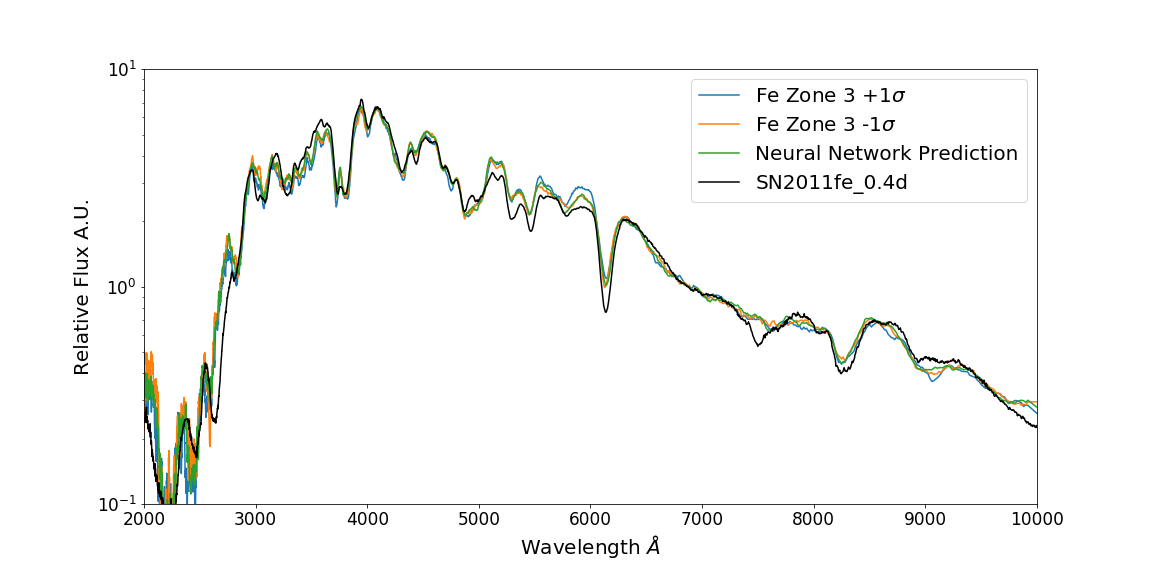 10¹
Fe Zone 3 +1σ
Fe Zone 3 -1σ
Neural Network Prediction
SN2011fe_0.4d
Relative Flux A.U.
10⁰
10⁻¹
2000 3000 4000 5000 6000 7000 8000 9000 10000
Wavelength Å